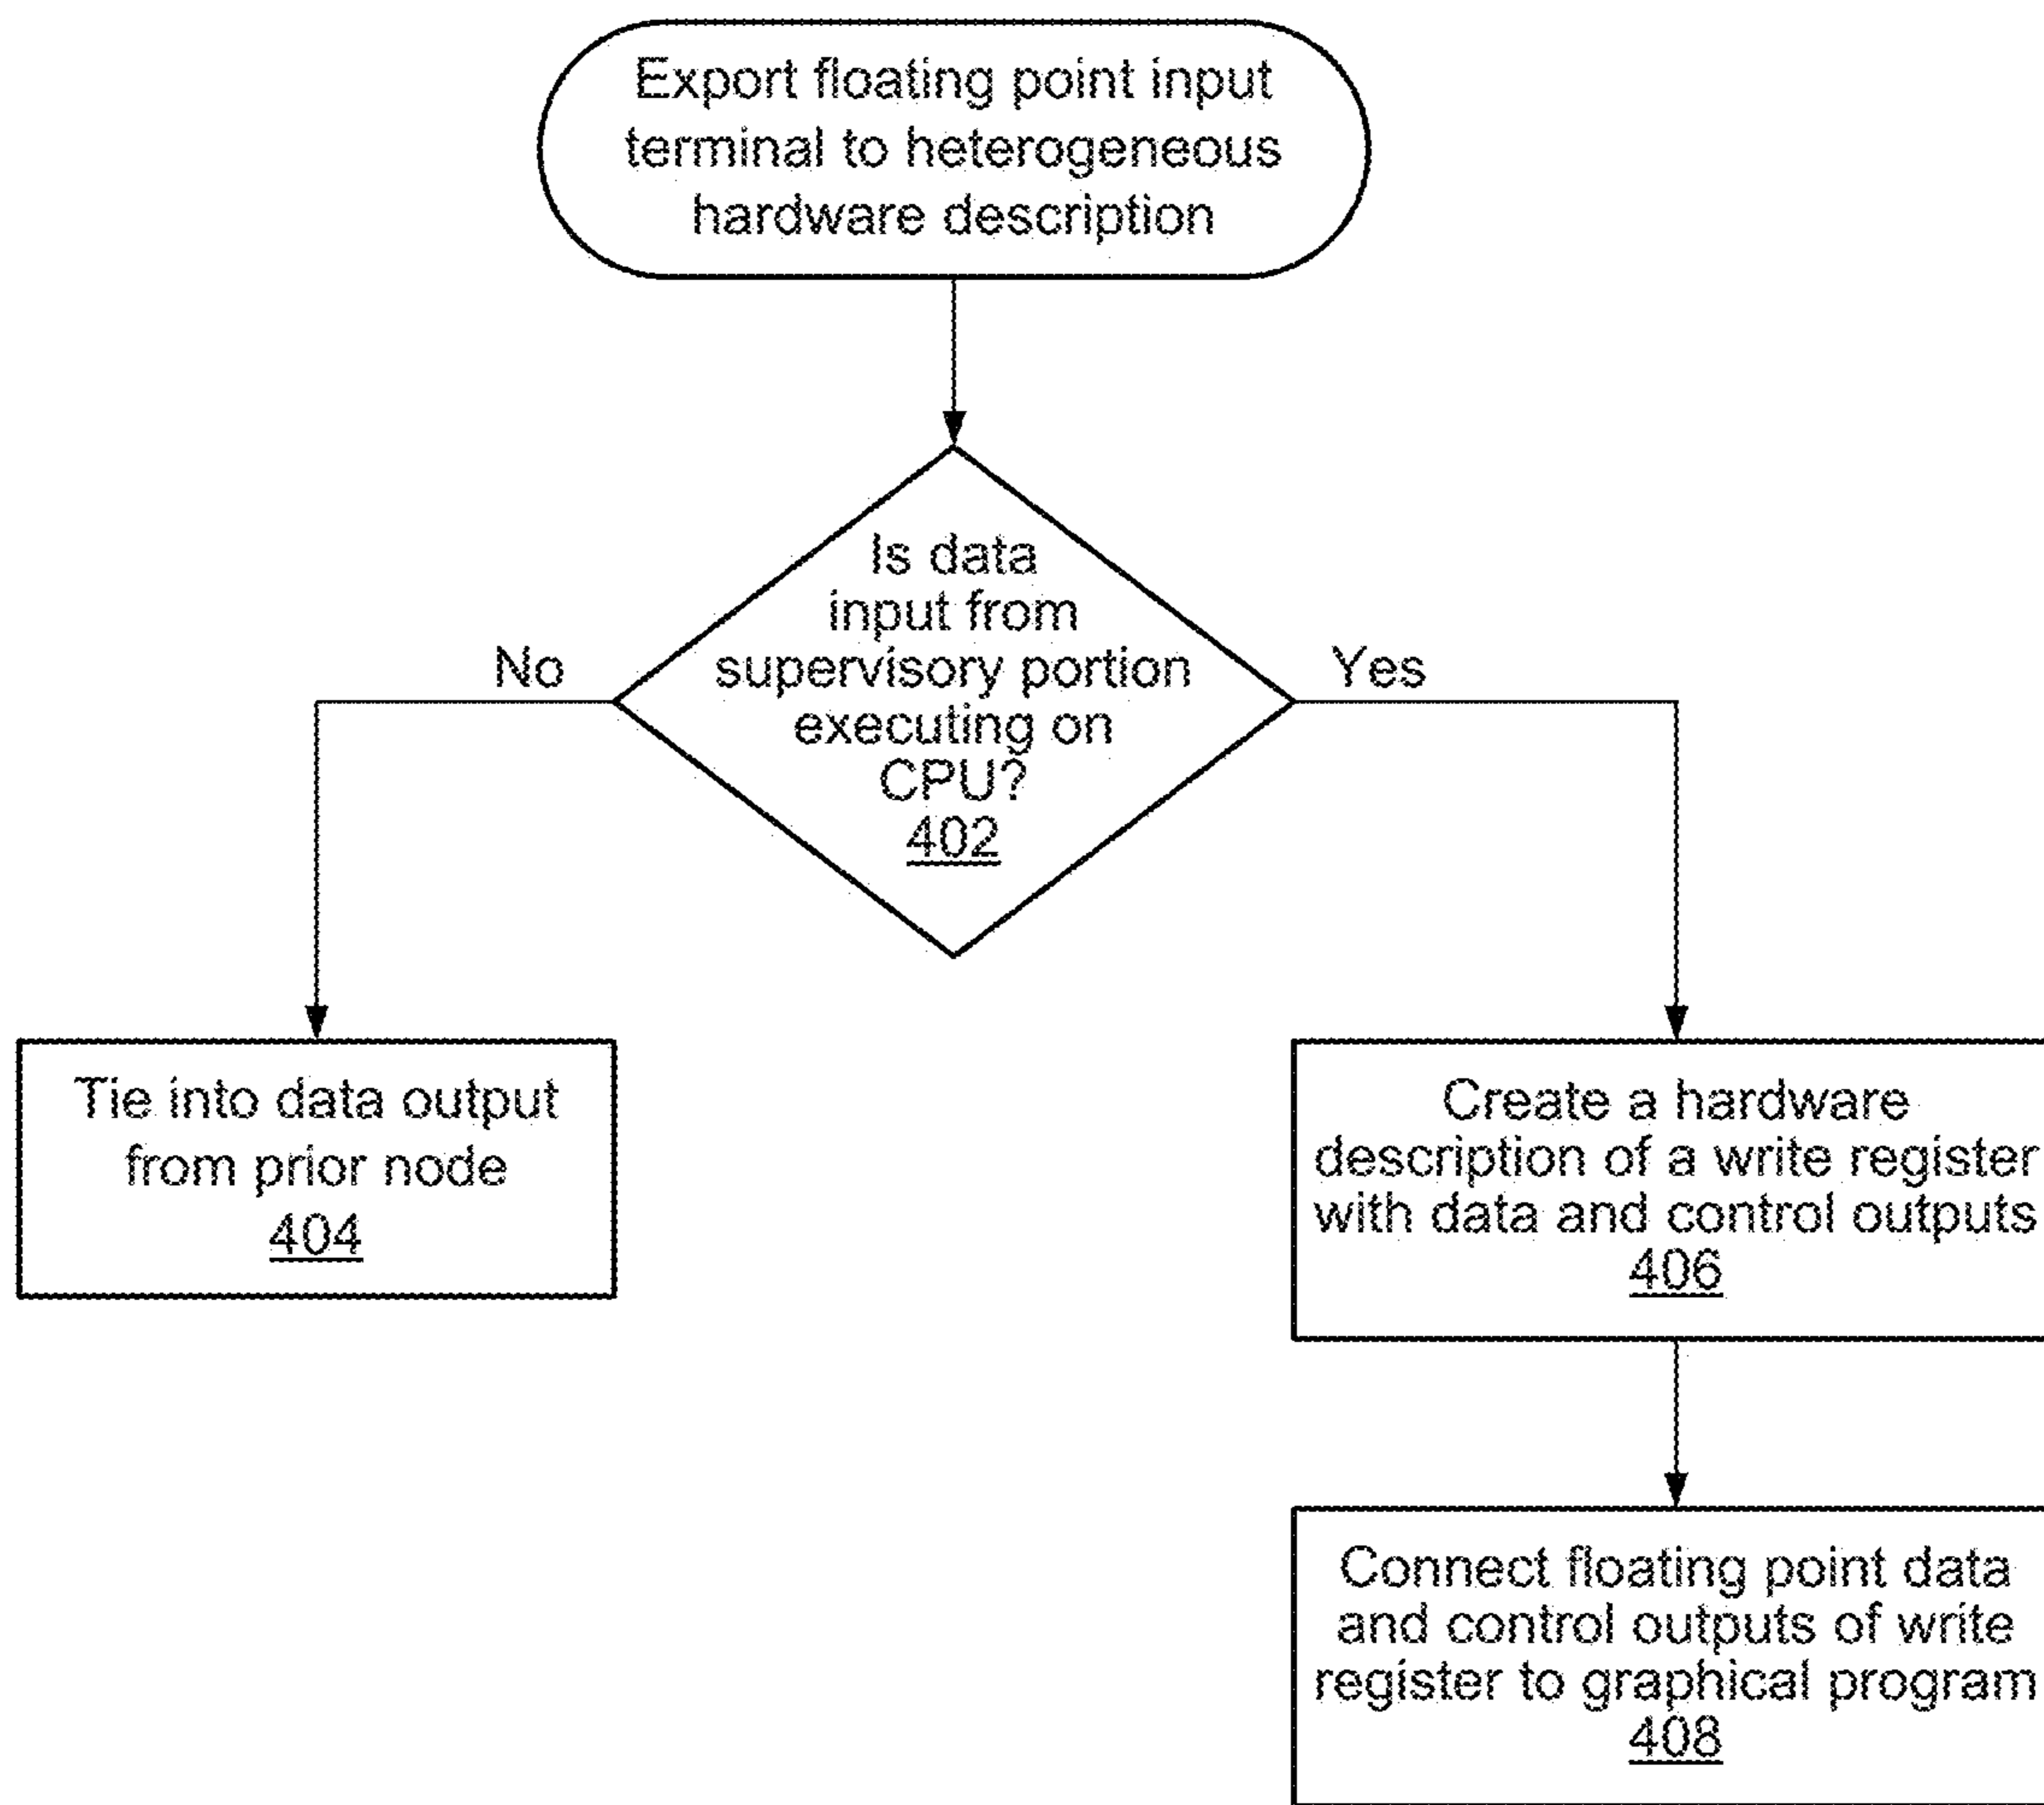 Export floating point input
terminal to heterogeneous
hardware description
Is data
input from
supervisory portion
executing on
CPU?
402
No
Yes
Tie into data output
from prior node
404
Create a hardware
description of a write register
with data and control outputs
406
Connect floating point data
and control outputs of write
register to graphical program
408